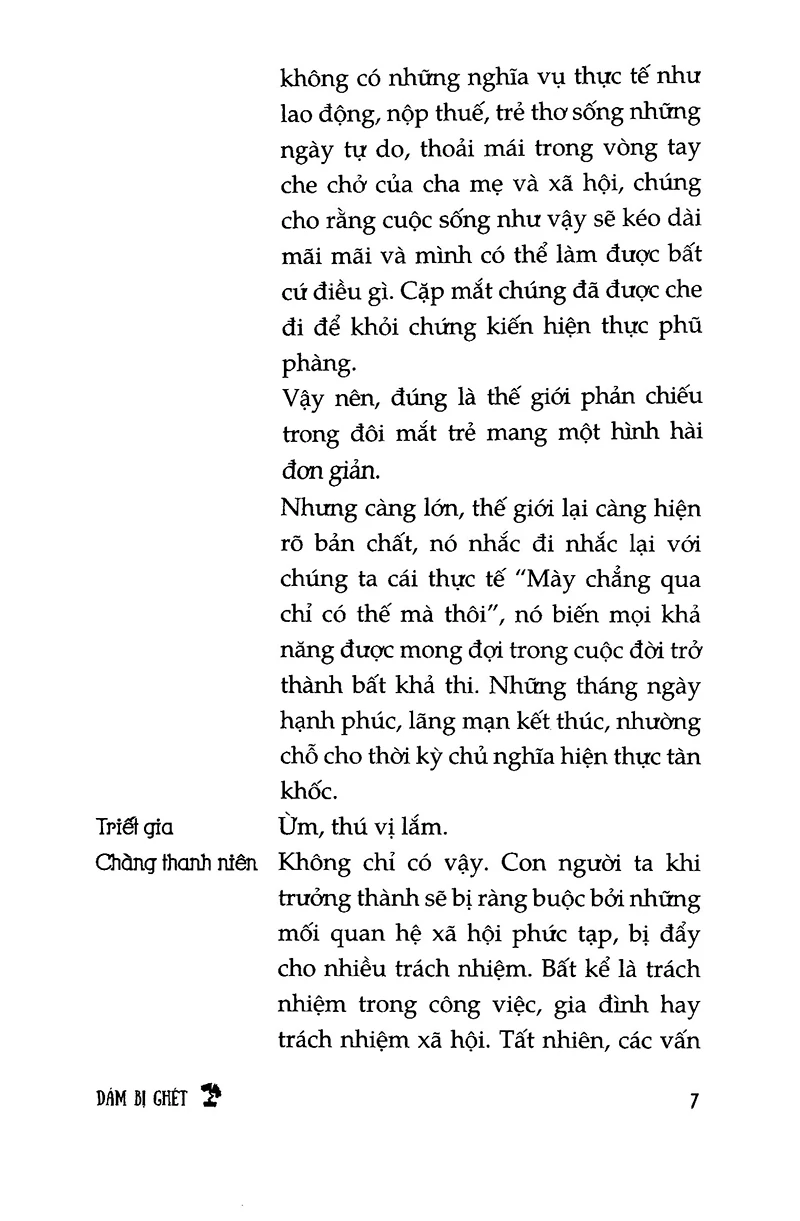 không có những nghĩa vụ thực tế như
lao động, nộp thuế, trẻ thơ sống những
ngày tự do, thoải mái trong vòng tay
che chở của cha mẹ và xã hội, chúng
cho rằng cuộc sống như vậy sẽ kéo dài
mãi mãi và mình có thể làm được bất
cứ điều gì. Cặp mắt chúng đã được che
đi để khỏi chứng kiến hiện thực phũ
phàng.
Vậy nên, đúng là thế giới phản chiếu
trong đôi mắt trẻ mang một hình hài
đơn giản.
Nhưng càng lớn, thế giới lại càng hiện
rõ bản chất, nó nhắc đi nhắc lại với
chúng ta cái thực tế “Mày chẳng qua
chỉ có thế mà thôi”, nó biến mọi khả
năng được mong đợi trong cuộc đời trở
thành bất khả thi. Những tháng ngày
hạnh phúc, lãng mạn kết thúc, nhường
chỗ cho thời kỳ chủ nghĩa hiện thực tàn
khốc.
Triết gia Ừm, thú vị lắm.
Chàng thanh niên Không chỉ có vậy. Con người ta khi
trưởng thành sẽ bị ràng buộc bởi những
mối quan hệ xã hội phức tạp, bị đẩy
cho nhiều trách nhiệm. Bất kể là trách
nhiệm trong công việc, gia đình hay
trách nhiệm xã hội. Tất nhiên, các vấn
DÁM BỊ GHÉT 7